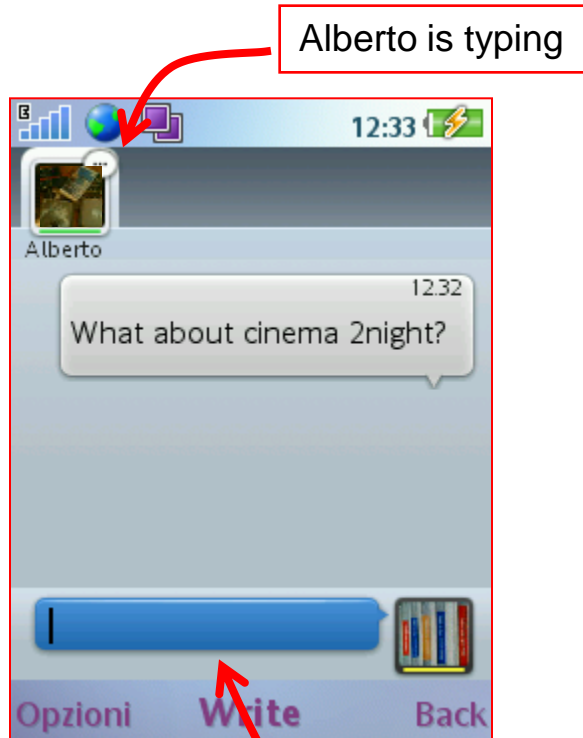 Alberto is typing
E
12:33
...
Alberto
12.32
What about cinema 2night?
Opzioni Write Back